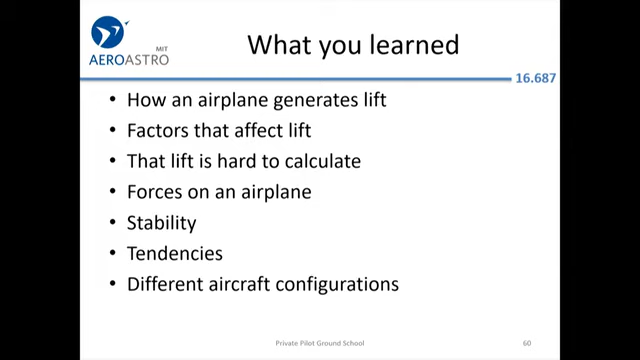 MIT
AEROASTRO
What you learned
16.687
• How an airplane generates lift
• Factors that affect lift
• That lift is hard to calculate
• Forces on an airplane
• Stability
• Tendencies
• Different aircraft configurations
Private Pilot Ground School
60